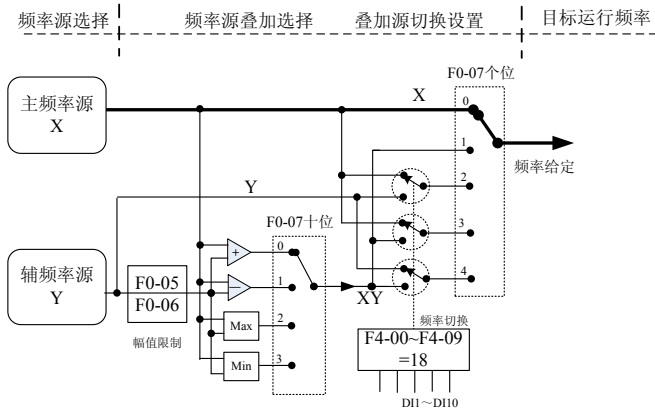 频率源选择
频率源叠加选择
叠加源切换设置
目标运行频率
F0-07个位
主频率源
X
X
0
1
2
3
4
频率给定
Y
F0-07十位
辅频率源
Y
F0-05
F0-06
幅值限制
+
—
Max
Min
0
1
2
3
XY
频率切换
F4-00~F4-09
=18
DI1～DI10